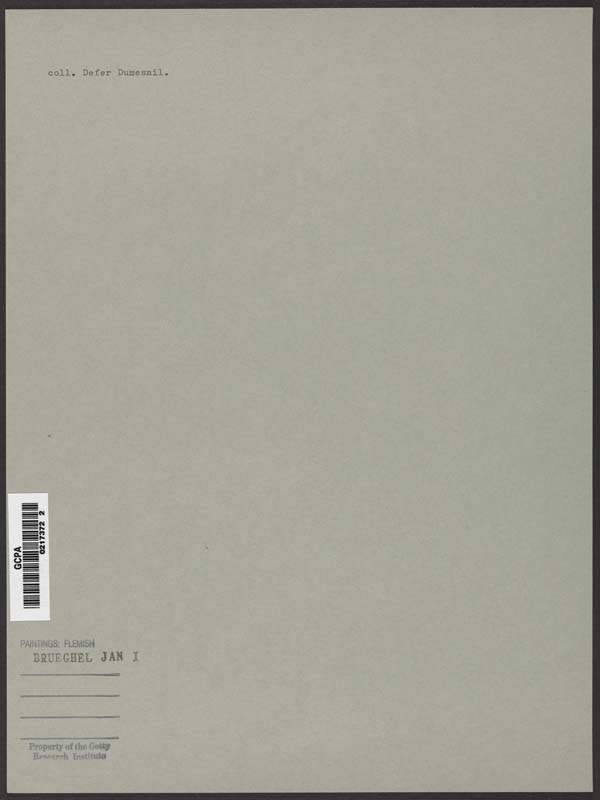 coll. Defer Dumesnil.
GCPA
0217372 2
PAINTINGS: FLEMISH
BRUEGHEL JAN I
Property of the Getty
Research Institute